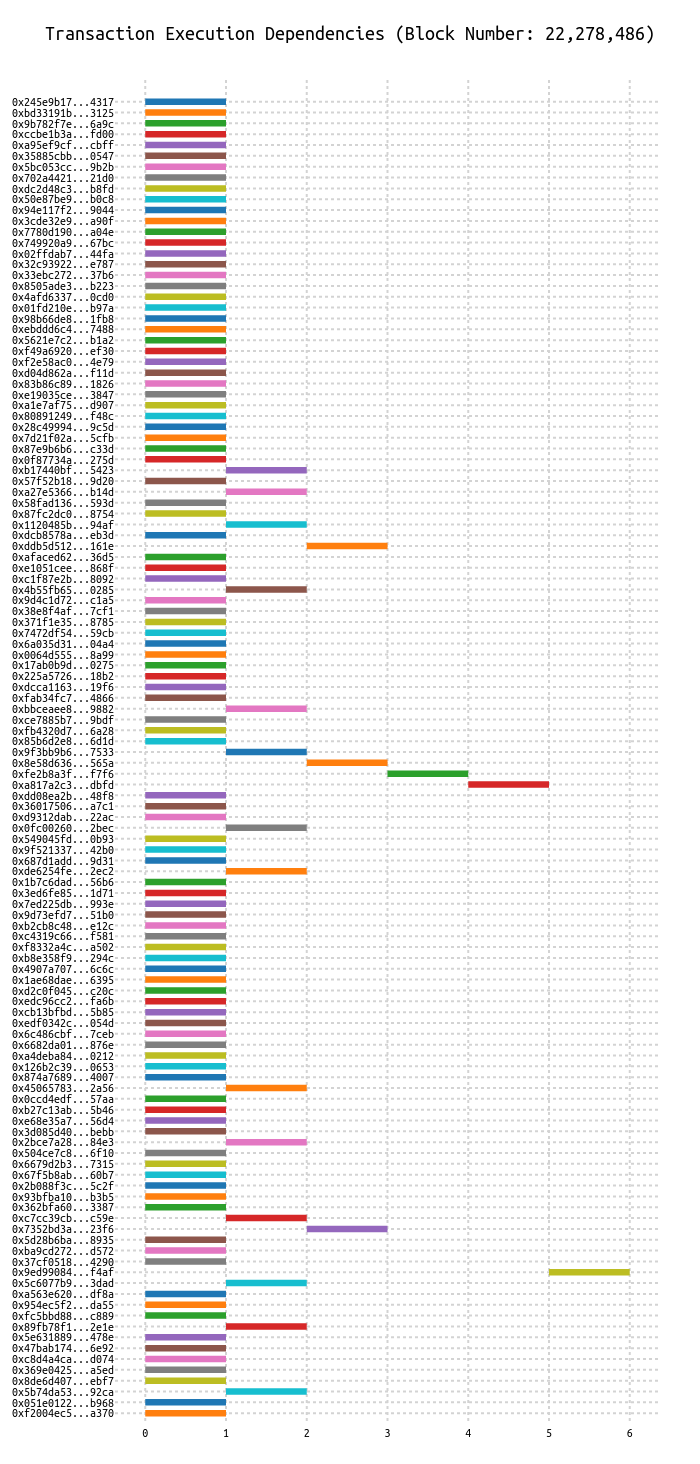 Transaction Execution Dependencies (Block Number: 22,278,486)
0x245e9b17...4317
0xbd33191b...3125
0x9b782f7e...6a9c
0xccbe1b3a...fd00
0xa95ef9cf...cbff
0x35885cbb...0547
0x5bc053cc...9b2b
0x702a4421...21d0
0xdc2d48c3...b8fd
0x50e87be9...b0c8
0x94e117f2...9044
0x3cde32e9...a90f
0x7780d190...a04e
0x749920a9...67bc
0x02ffdab7...44fa
0x32c93922...e787
0x33ebc272...37b6
0x8505ade3...b223
0x4afd6337...0cd0
0x01fd210e...b97a
0x98b66de8...1fb8
0xebddd6c4...7488
0x5621e7c2...b1a2
0xf49a6920...ef30
0xf2e58ac0...4e79
0xd04d862a...f11d
0x83b86c89...1826
0xe19035ce...3847
0xa1e7af75...d907
0x80891249...f48c
0x28c49994...9c5d
0x7d21f02a...5cfb
0x87e9b6b6...c33d
0x0f87734a...275d
0xb17440bf...5423
0x57f52b18...9d20
0xa27e5366...b14d
0x58fad136...593d
0x87fc2dc0...8754
0x1120485b...94af
0xdcb8578a...eb3d
0xddb5d512...161e
0xafaced62...36d5
0xe1051cee...868f
0xc1f87e2b...8092
0x4b55fb65...0285
0x9d4c1d72...c1a5
0x38e8f4af...7cf1
0x371f1e35...8785
0x7472df54...59cb
0x6a035d31...04a4
0x0064d555...8a99
0x17ab0b9d...0275
0x225a5726...18b2
0xdcca1163...19f6
0xfab34fc7...4866
0xbbceaee8...9882
0xce7885b7...9bdf
0xfb4320d7...6a28
0x85b6d2e8...6d1d
0x9f3bb9b6...7533
0x8e58d636...565a
0xfe2b8a3f...f7f6
0xa817a2c3...dbfd
0xdd08ea2b...48f8
0x36017506...a7c1
0xd9312dab...22ac
0x0fc00260...2bec
0x549045fd...0b93
0x9f521337...42b0
0x687d1add...9d31
0xde6254fe...2ec2
0x1b7c6dad...56b6
0x3ed6fe85...1d71
0x7ed225db...993e
0x9d73efd7...51b0
0xb2cb8c48...e12c
0xc4319c66...f581
0xf8332a4c...a502
0xb8e358f9...294c
0x4907a707...6c6c
0x1ae68dae...6395
0xd2c0f045...c20c
0xedc96cc2...fa6b
0xcb13bfbd...5b85
0xedf0342c...054d
0x6c486cbf...7ceb
0x6682da01...876e
0xa4deba84...0212
0x126b2c39...0653
0x874a7689...4007
0x45065783...2a56
0x0ccd4edf...57aa
0xb27c13ab...5b46
0xe68e35a7...56d4
0x3d085d40...bebb
0x2bce7a28...84e3
0x504ce7c8...6f10
0x6679d2b3...7315
0x67f5b8ab...60b7
0x2b088f3c...5c2f
0x93bfba10...b3b5
0x362bfa60...3387
0xc7cc39cb...c59e
0x7352bd3a...23f6
0x5d28b6ba...8935
0xba9cd272...d572
0x37cf0518...4290
0x9ed99084...f4af
0x5c6077b9...3dad
0xa563e620...df8a
0x954ec5f2...da55
0xfc5bbd88...c889
0x89fb78f1...2e1e
0x5e631889...478e
0x47bab174...6e92
0xc8d4a4ca...d074
0x369e0425...a5ed
0x8de6d407...ebf7
0x5b74da53...92ca
0x051e0122...b968
0xf2004ec5...a370
0 1 2 3 4 5 6